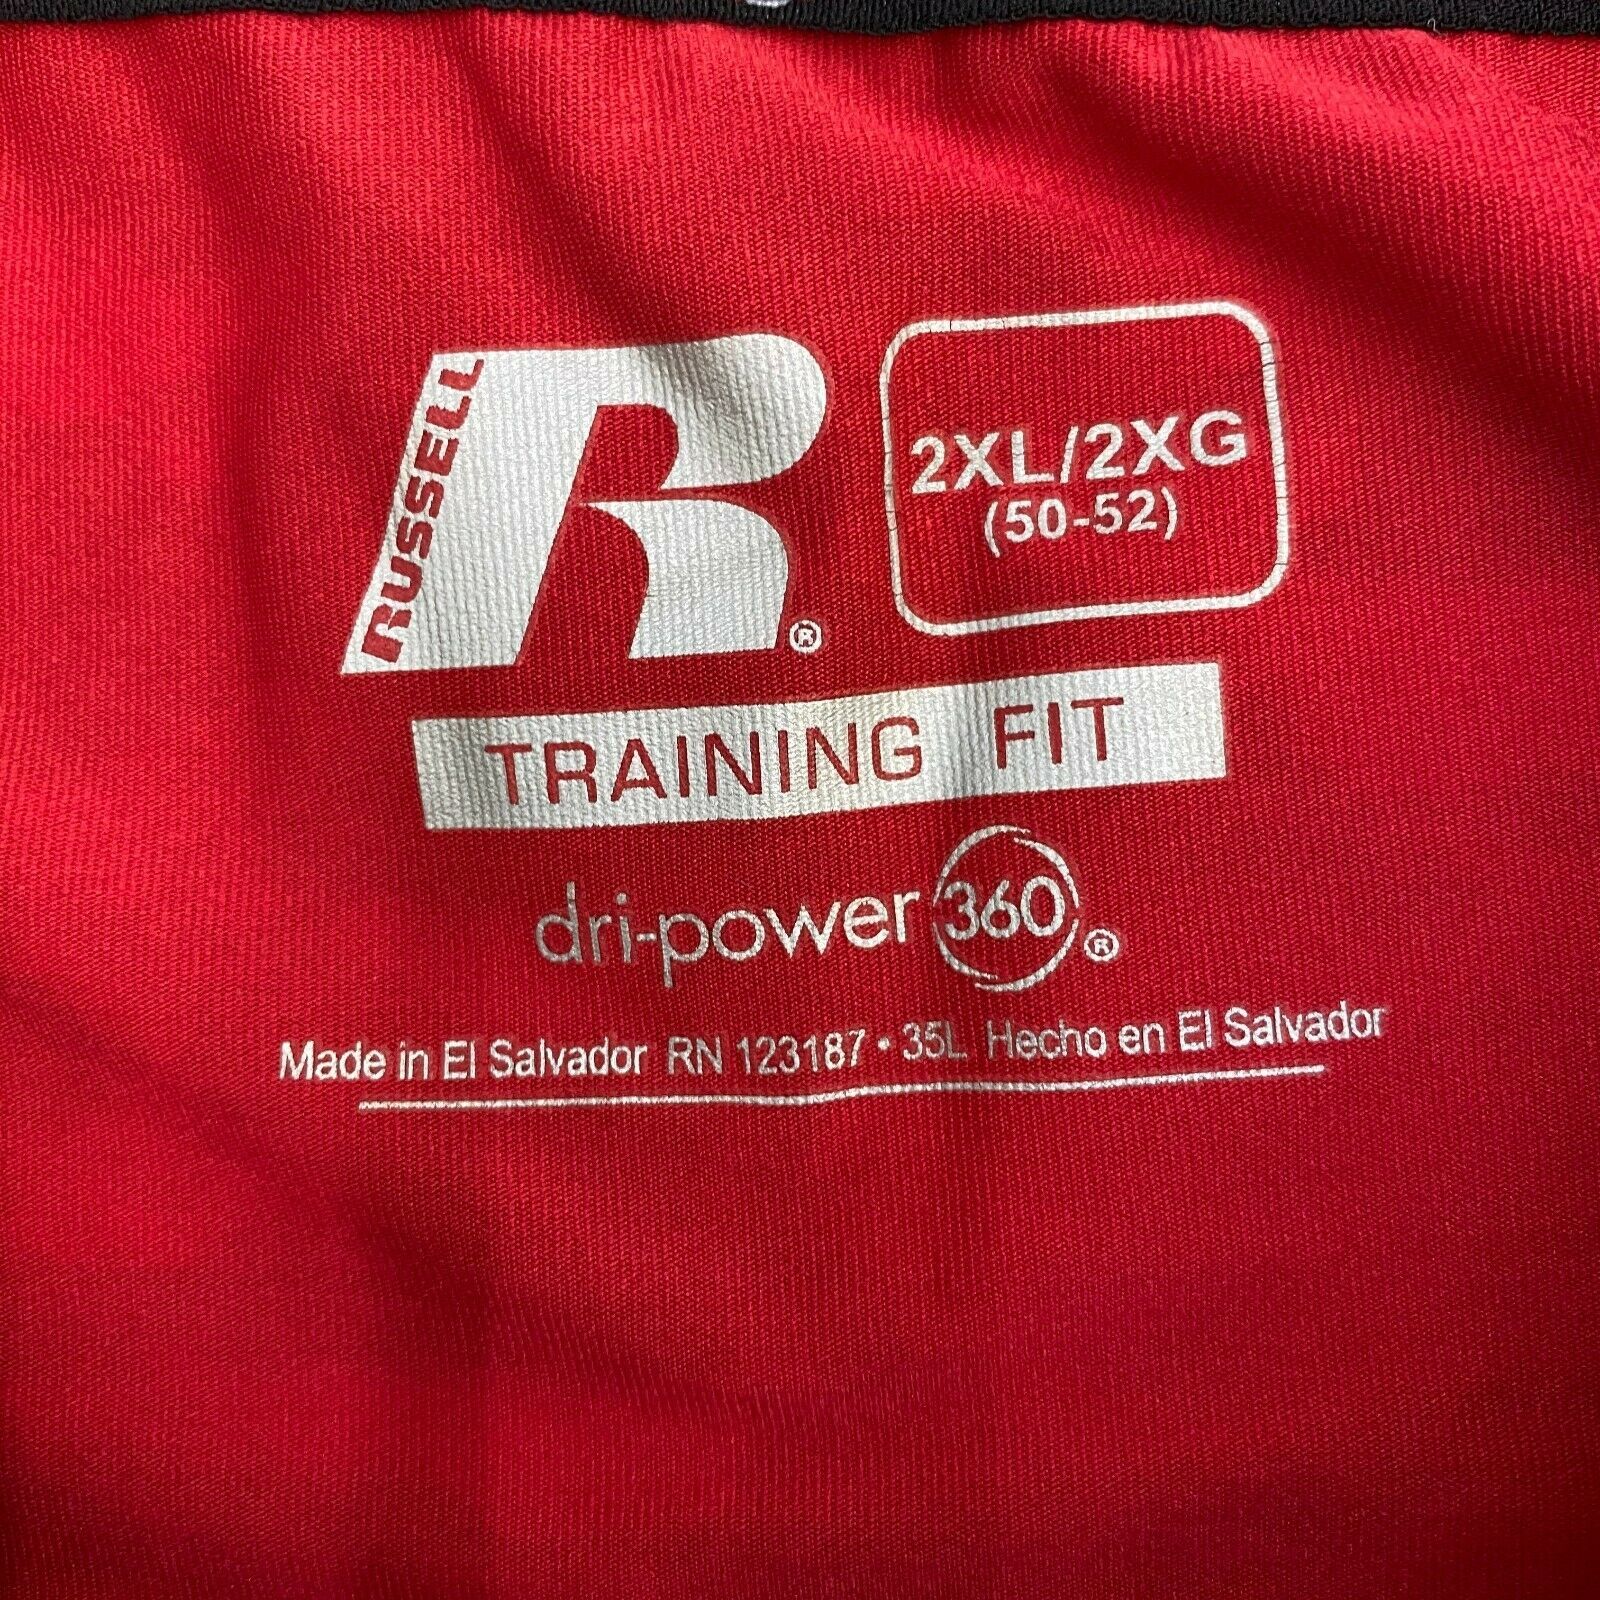 RUSSELL
R®
2XL/2XG
(50-52)
TRAINING FIT
dri-power 360®
Made in El Salvador RN 123187 • 35L Hecho en El Salvador